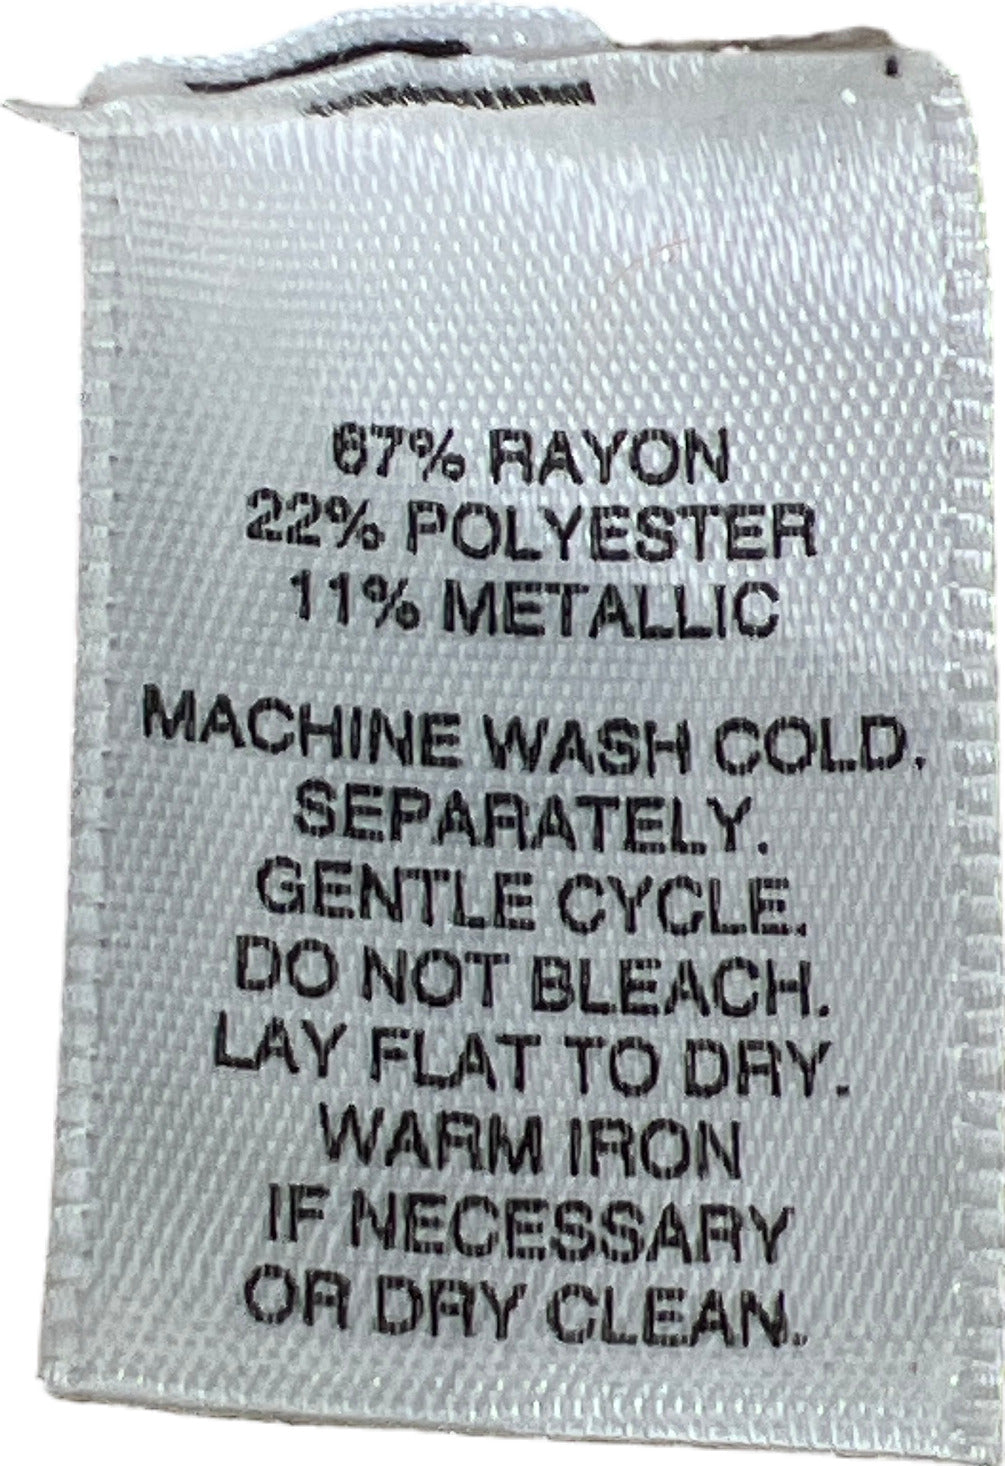 67% RAYON
22% POLYESTER
11% METALLIC
MACHINE WASH COLD.
SEPARATELY.
GENTLE CYCLE.
DO NOT BLEACH.
LAY FLAT TO DRY.
WARM IRON
IF NECESSARY
OR DRY CLEAN.